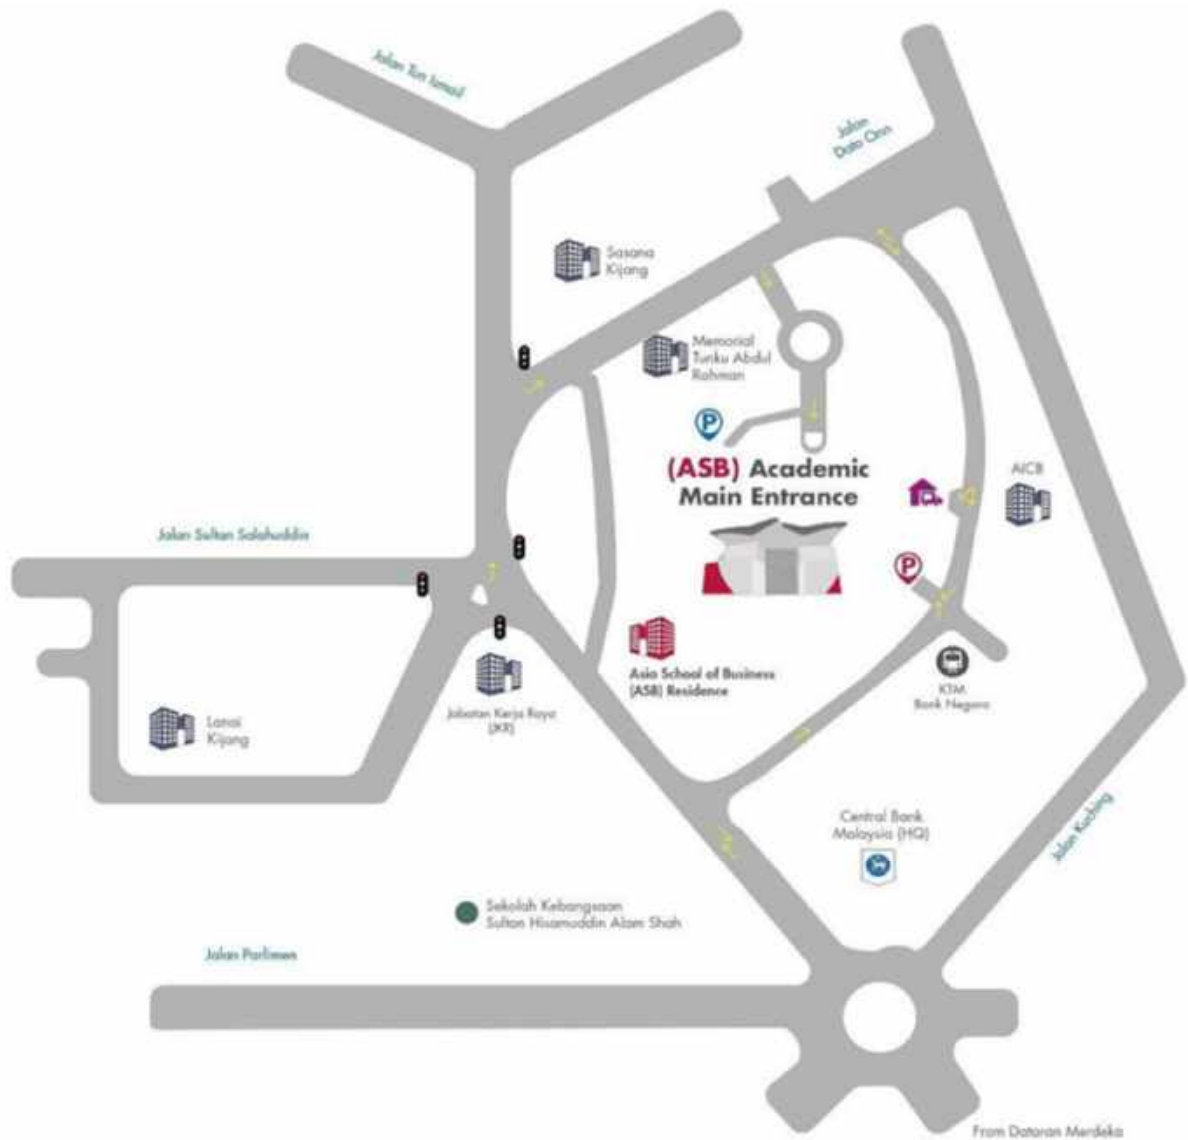 Jalan Tun Ismail
Jalan
Dato Onn
Sasana
Kijang
Memorial
Tunku Abdul
Rahman
P
(ASB) Academic
Main Entrance
AICB
Jalan Sultan Salahuddin
P
Asia School of Business
(ASB) Residence
KTM
Bank Negara
Jabatan Kerja Raya
(JKR)
Lanai
Kijang
Central Bank
Malaysia (HQ)
Jalan Kuching
Sekolah Kebangsaan
Sultan Hisamuddin Alam Shah
Jalan Parlimen
From Dataran Merdeka